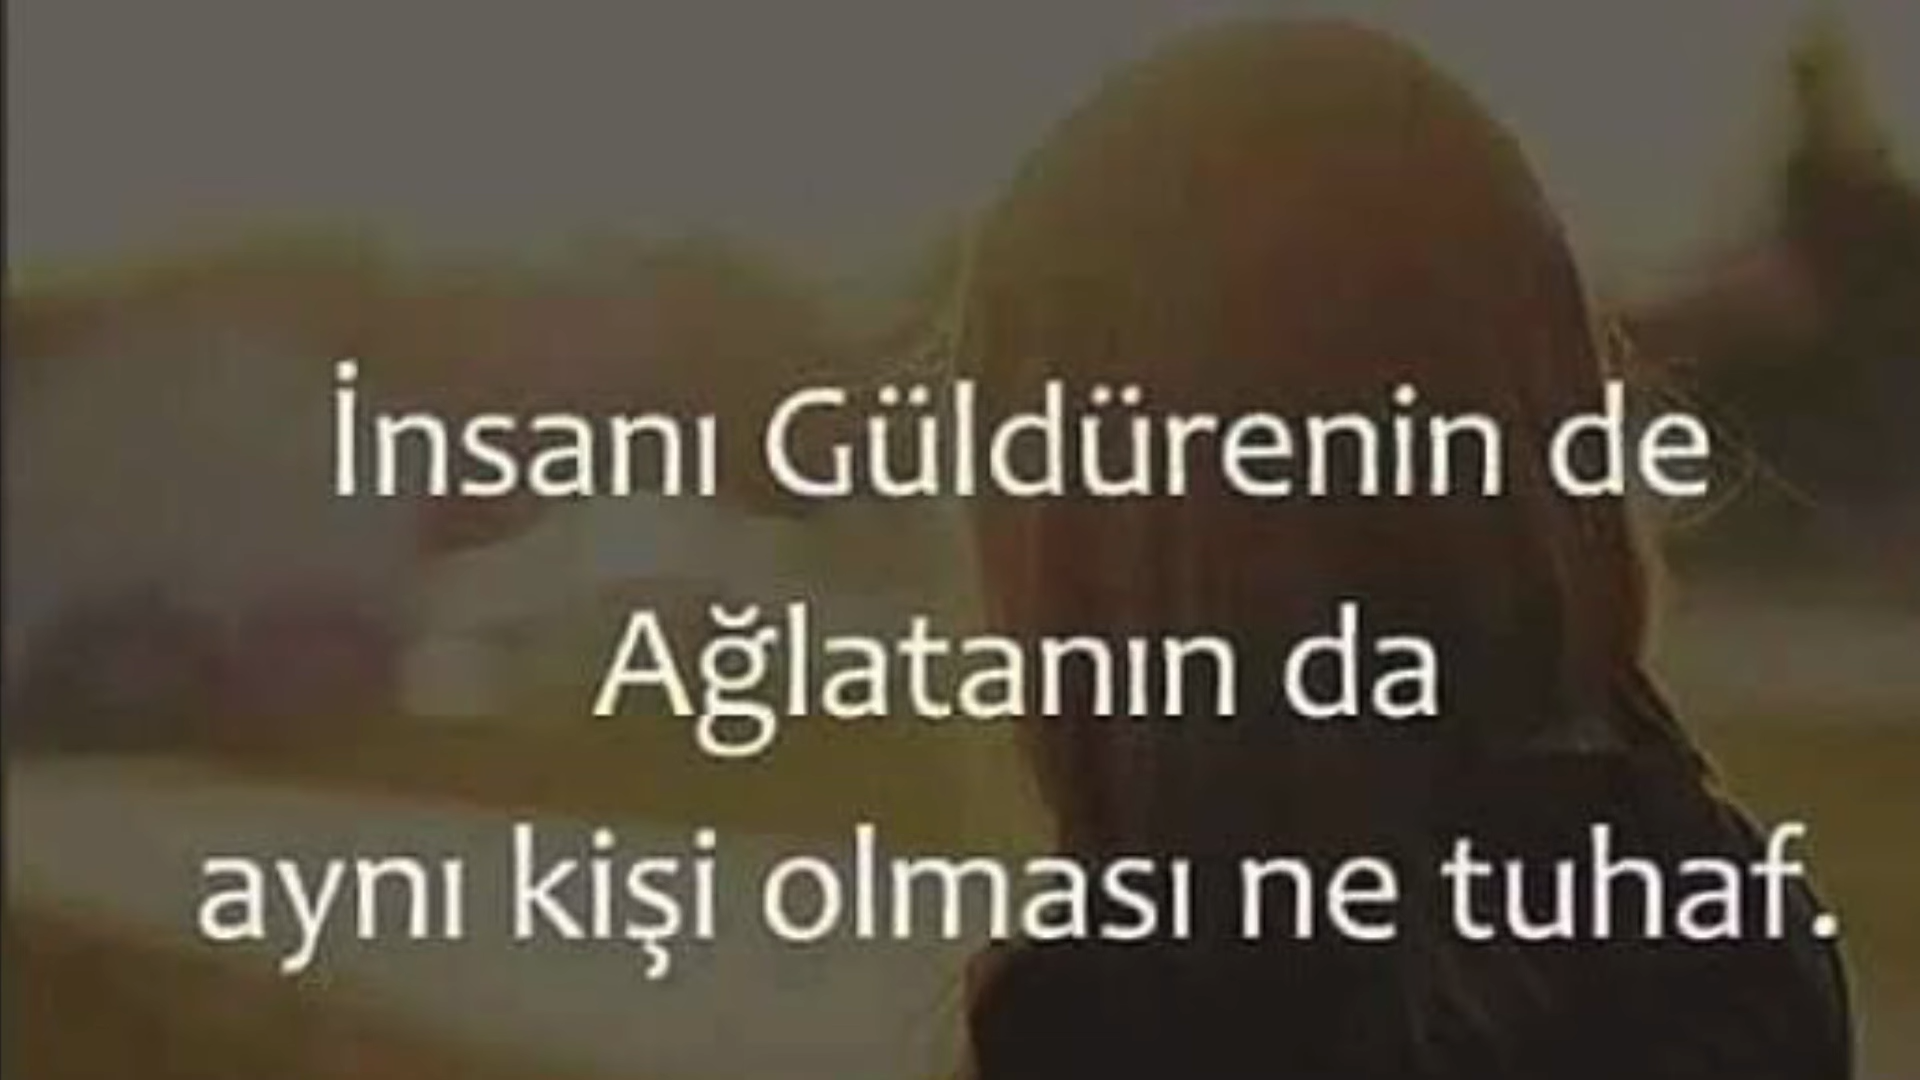 İnsanı Güldürenin de
Ağlatanın da
aynı kişi olması ne tuhaf.